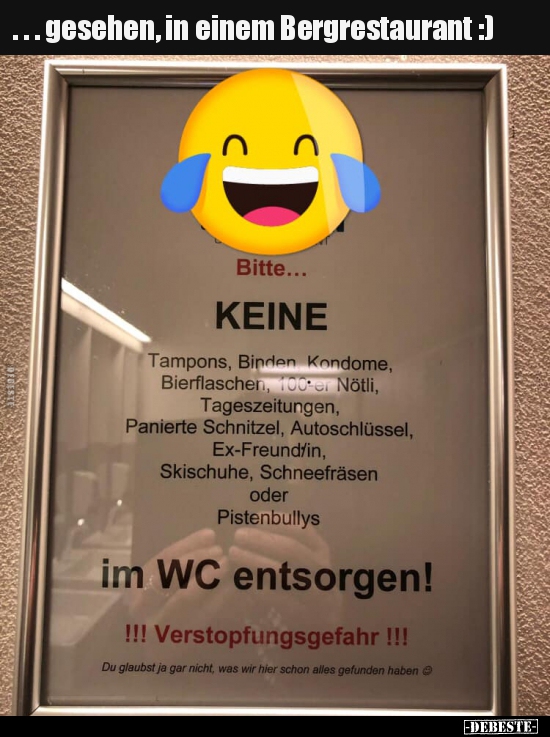 . . . gesehen, in einem Bergrestaurant :)
Bitte...
KEINE
Tampons, Binden, Kondome,
Bierflaschen, 100-er Nötli,
Tageszeitungen,
Panierte Schnitzel, Autoschlüssel,
Ex-Freund/in,
Skischuhe, Schneefräsen
oder
Pistenbullys
im WC entsorgen!
!!! Verstopfungsgefahr !!!
Du glaubst ja gar nicht, was wir hier schon alles gefunden haben ☺
-DEBESTE-